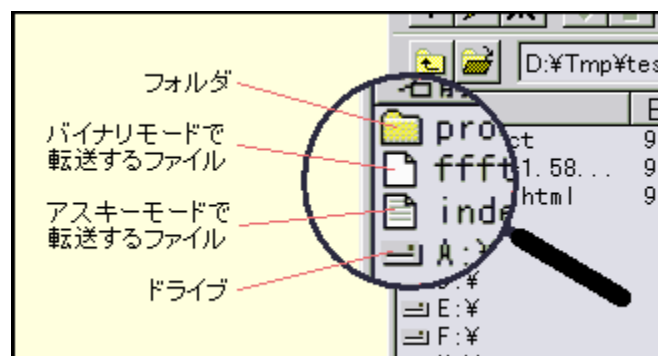 D:¥Tmp¥tes
フォルダ
バイナリモードで
転送するファイル
アスキーモードで
転送するファイル
ドライブ
pro
ct
9
ffft
1.58...
9
inde
html
9
A:¥
E:¥
F:¥